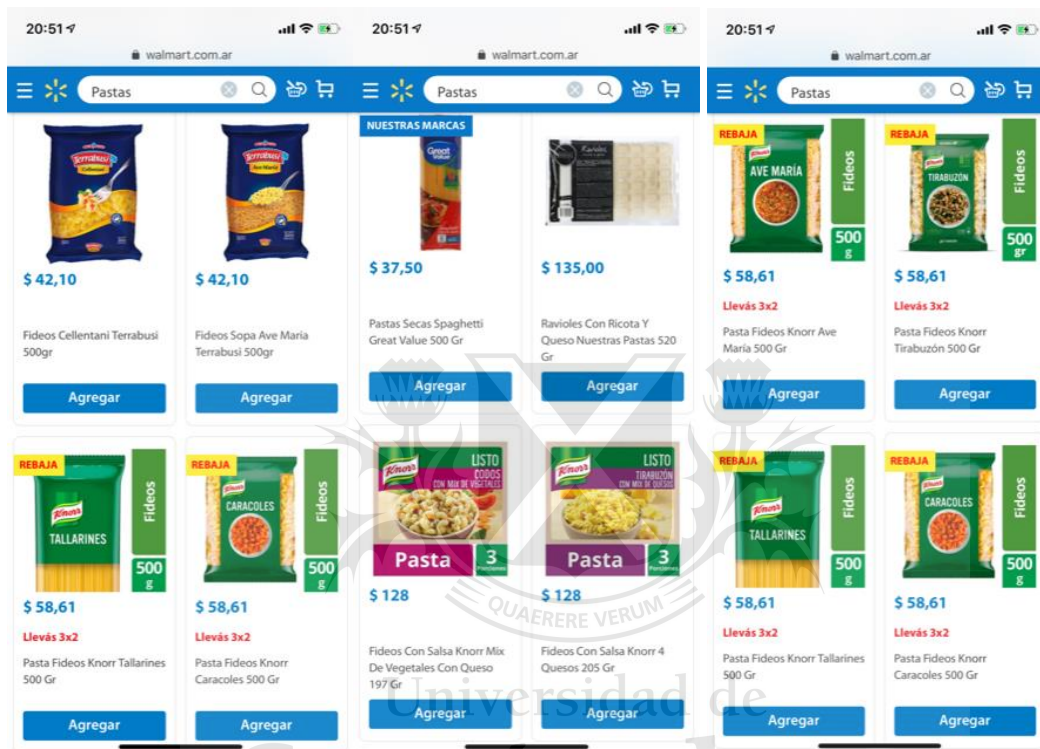 20:51
walmart.com.ar
Pastas
Terrabusi
Cellentani
Terrabusi
Ave María
$ 42,10
$ 42,10
Fideos Cellentani Terrabusi
500gr
Fideos Sopa Ave Maria
Terrabusi 500gr
Agregar
Agregar
REBAJA
Knorr
TALLARINES
Fideos
500
g
REBAJA
Knorr
CARACOLES
Fideos
500
g
$ 58,61
$ 58,61
Llevás 3x2
Llevás 3x2
Pasta Fideos Knorr Tallarines
500 Gr
Pasta Fideos Knorr
Caracoles 500 Gr
Agregar
Agregar
20:51
walmart.com.ar
Pastas
NUESTRAS MARCAS
Great
Value
Ravioles
$ 37,50
$ 135,00
Pastas Secas Spaghetti
Great Value 500 Gr
Ravioles Con Ricota Y
Queso Nuestras Pastas 520
Gr
Agregar
Agregar
Knorr
LISTO
CODOS
CON MIX DE VEGETALES
Pasta
3
Porciones
Knorr
LISTO
TIRABUZÓN
CON MIX DE QUESOS
Pasta
3
Porciones
$ 128
$ 128
Fideos Con Salsa Knorr Mix
De Vegetales Con Queso
197 Gr
Fideos Con Salsa Knorr 4
Quesos 205 Gr
Agregar
Agregar
20:51
walmart.com.ar
Pastas
REBAJA
Knorr
AVE MARÍA
Fideos
500
g
REBAJA
Knorr
TIRABUZÓN
Fideos
500
gr
$ 58,61
$ 58,61
Llevás 3x2
Llevás 3x2
Pasta Fideos Knorr Ave
María 500 Gr
Pasta Fideos Knorr
Tirabuzón 500 Gr
Agregar
Agregar
REBAJA
Knorr
TALLARINES
Fideos
500
g
REBAJA
Knorr
CARACOLES
Fideos
500
g
$ 58,61
$ 58,61
Llevás 3x2
Llevás 3x2
Pasta Fideos Knorr Tallarines
500 Gr
Pasta Fideos Knorr
Caracoles 500 Gr
Agregar
Agregar
QUAERERE VERUM
Universidad de